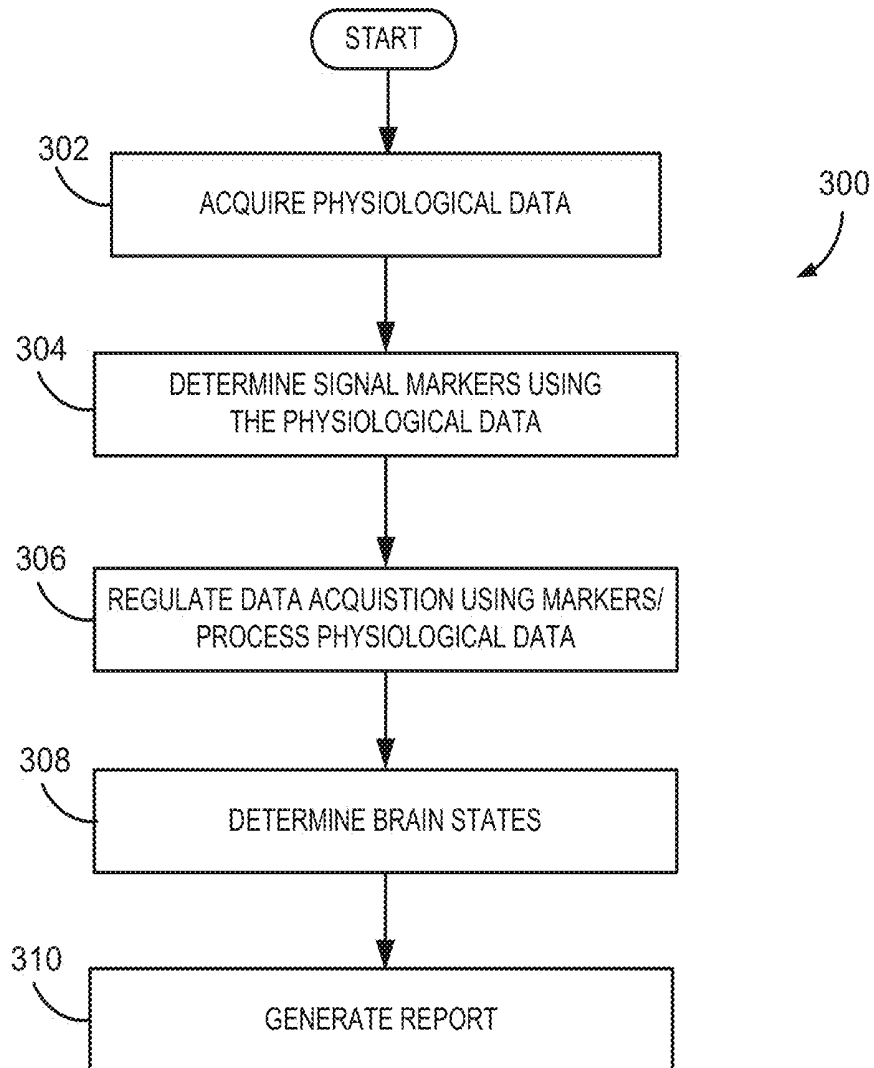 START
302
ACQUIRE PHYSIOLOGICAL DATA
300
304
DETERMINE SIGNAL MARKERS USING
THE PHYSIOLOGICAL DATA
306
REGULATE DATA ACQUISTION USING MARKERS/
PROCESS PHYSIOLOGICAL DATA
308
DETERMINE BRAIN STATES
310
GENERATE REPORT